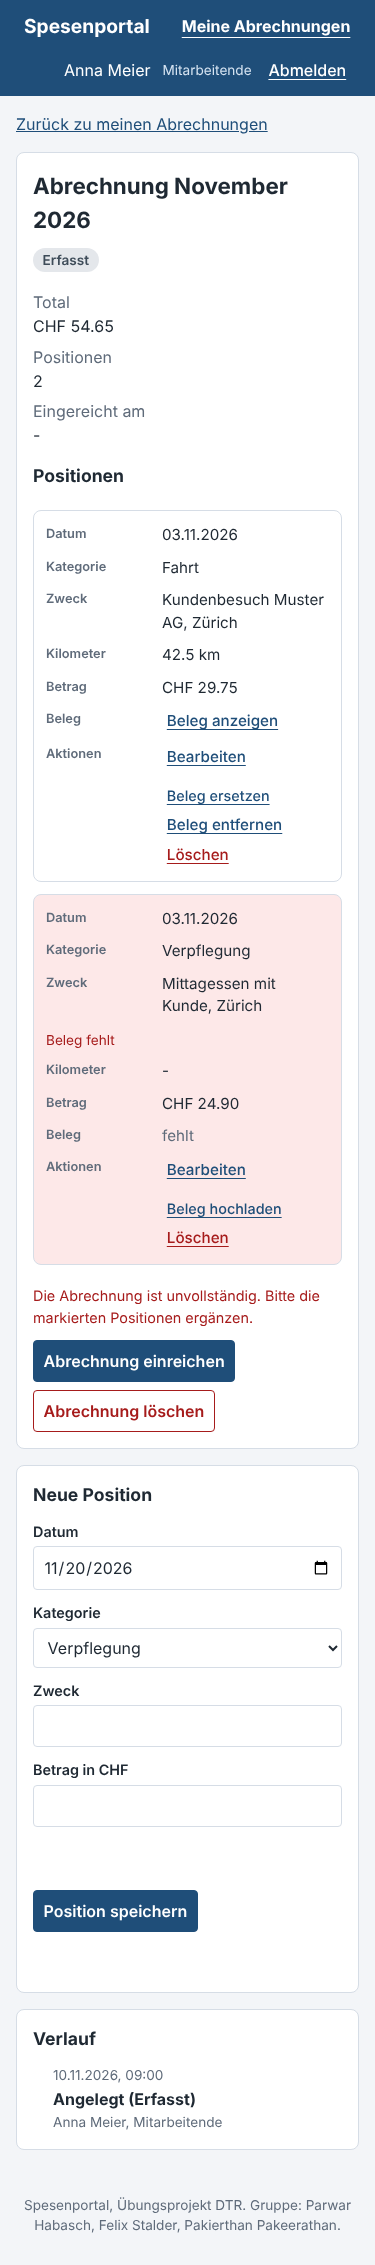 Spesenportal Meine Abrechnungen
Anna Meier Mitarbeitende Abmelden
Zurück zu meinen Abrechnungen
Abrechnung November
2026
Erfasst
Total
CHF 54.65
Positionen
2
Eingereicht am
-
Positionen
Datum 03.11.2026
Kategorie Fahrt
Zweck Kundenbesuch Muster
AG, Zürich
Kilometer 42.5 km
Betrag CHF 29.75
Beleg Beleg anzeigen
Aktionen Bearbeiten
Beleg ersetzen
Beleg entfernen
Löschen
Datum 03.11.2026
Kategorie Verpflegung
Zweck Mittagessen mit
Kunde, Zürich
Beleg fehlt
Kilometer -
Betrag CHF 24.90
Beleg fehlt
Aktionen Bearbeiten
Beleg hochladen
Löschen
Die Abrechnung ist unvollständig. Bitte die
markierten Positionen ergänzen.
Abrechnung einreichen
Abrechnung löschen
Neue Position
Datum
11/20/2026
Kategorie
Verpflegung
Zweck
Betrag in CHF
Position speichern
Verlauf
10.11.2026, 09:00
Angelegt (Erfasst)
Anna Meier, Mitarbeitende
Spesenportal, Übungsprojekt DTR. Gruppe: Parwar
Habasch, Felix Stalder, Pakierthan Pakeerathan.